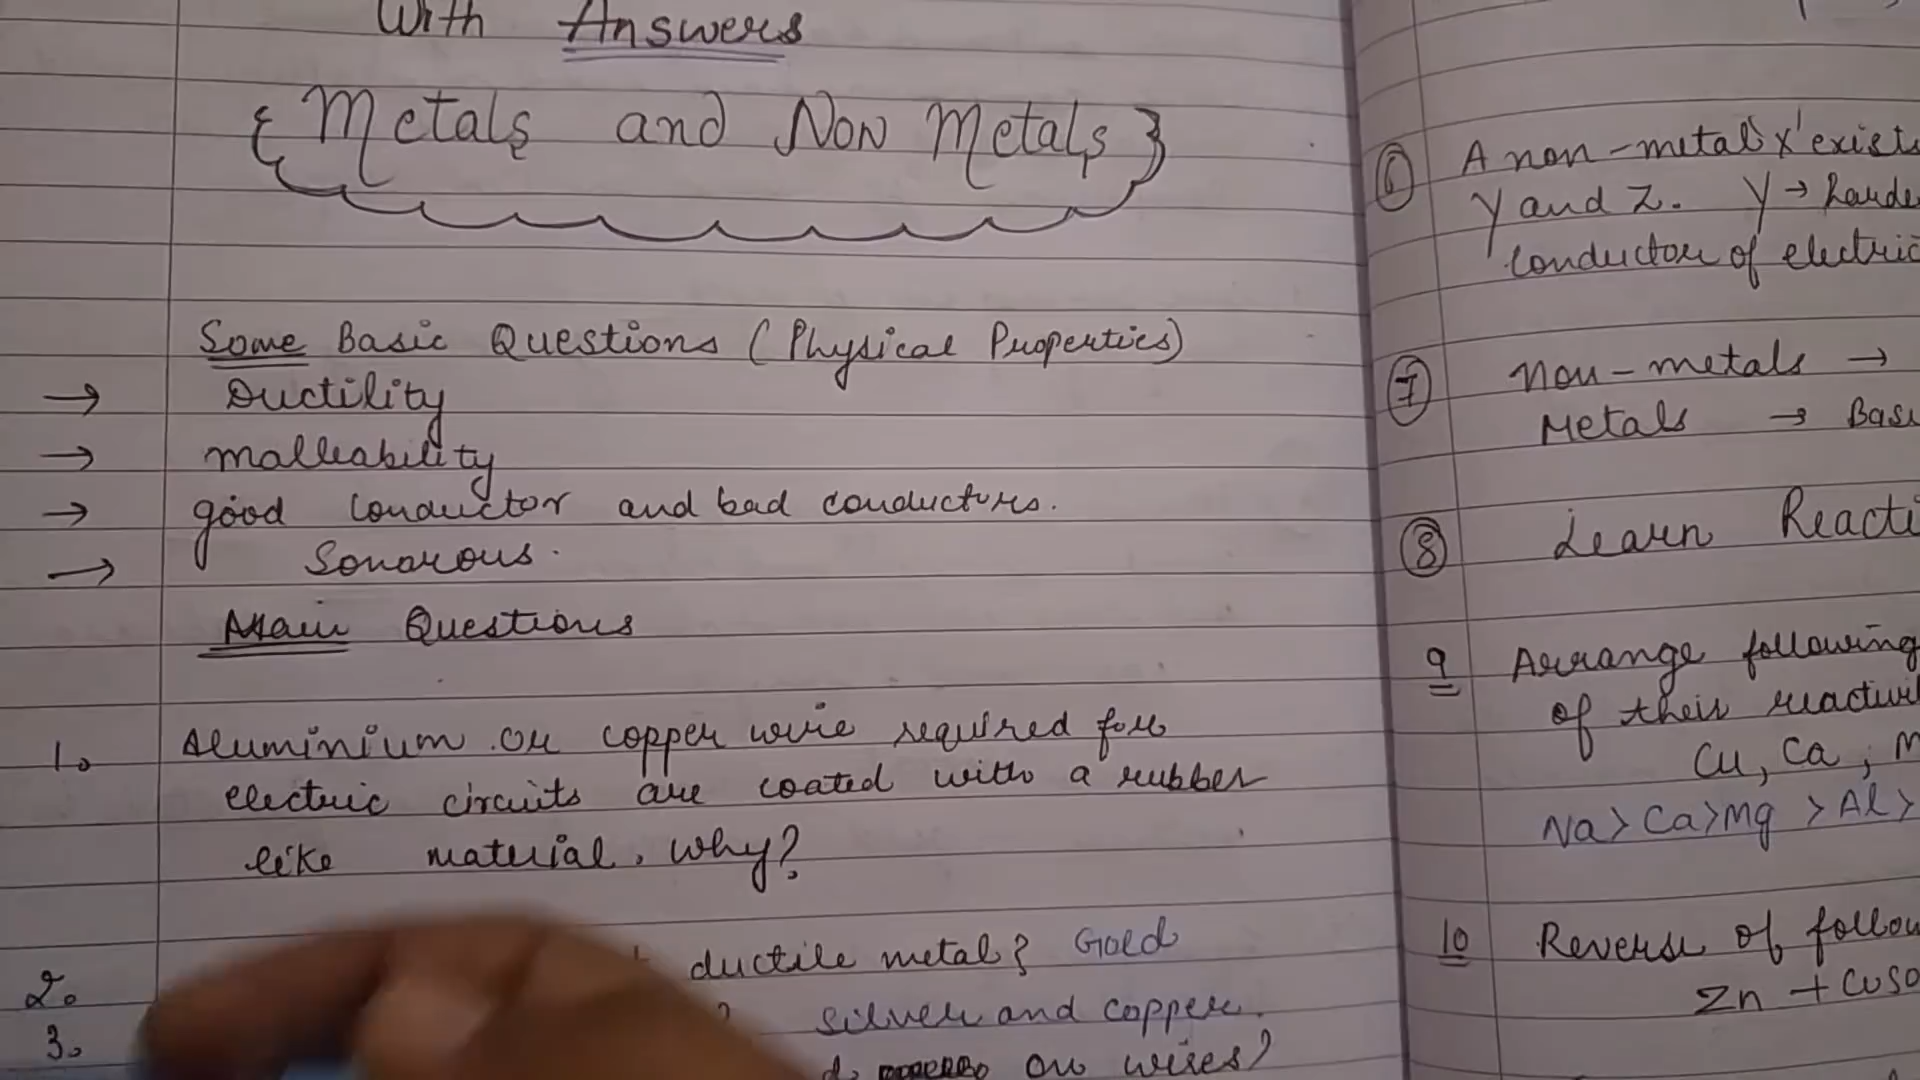 With Answers
{ Metals and Non Metals }
Some Basic Questions (Physical Properties)
→ Ductility
→ malleability
→ good conductor and bad conductors.
→ Sonorous.
Main Questions
1. Aluminium or copper wire required for
electric circuits are coated with a rubber
like material. Why?
2. ductile metal? Gold
3. silver and copper.
on wires?
6 A non-metal 'X' exists
Y and Z. Y → harde
conductor of electric
7 Non-metals →
Metals → Basi
8 Learn Reacti
9 Arrange following
of their reactivi
Cu, Ca, M
Na > Ca > Mg > Al >
10 Reverse of follow
Zn + CuSO